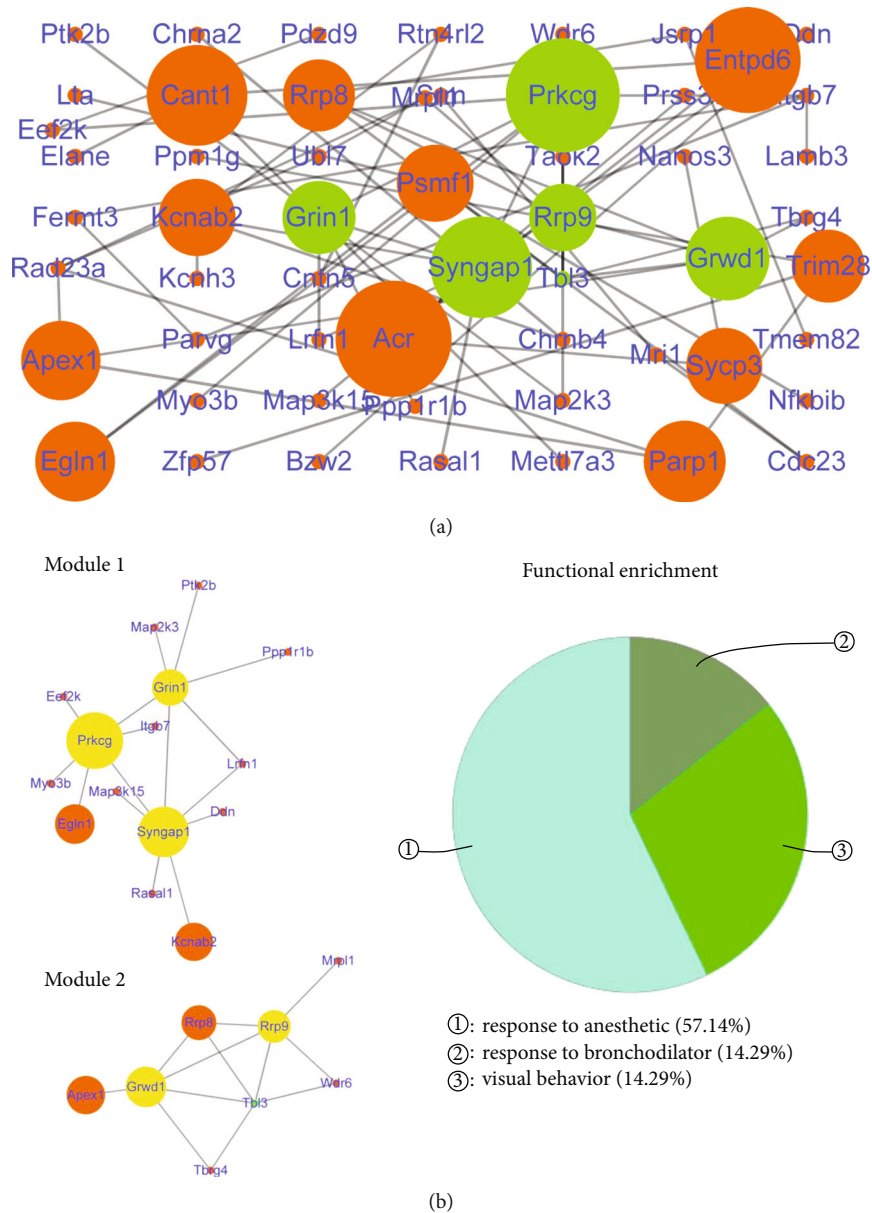 Ptk2b Chrna2 Pdzd9 Rtn4rl2 Wdr6 Jsrp1 Ddn
Entpd6
Lta Cant1 Rrp8 Prkcg Itgb7
Eef2k
Elane Ppm1g Ubl7 Taok2 Nanos3 Lamb3
Psmf1
Fermt3 Kcnab2 Grin1 Rrp9 Tbrg4
Rad23a Kcnh3 Cntn5 Syngap1 Tbl3 Grwd1 Trim28
Apex1 Parvg Lrfn1 Acr Chrnb4 Mri1 Sycp3 Tmem82
Myo3b Map3k15 Ppp1r1b Map2k3 Nfkbib
Egln1 Zfp57 Bzw2 Rasal1 Mettl7a3 Parp1 Cdc23
(a)
Module 1
Ptk2b
Map2k3
Ppp1r1b
Grin1
Eef2k
Itgb7
Prkcg
Lrfn1
Myo3b
Map3k15
Ddn
Egln1
Syngap1
Rasal1
Kcnab2
Module 2
Mrpl1
Rrp8
Rrp9
Apex1
Grwd1
Wdr6
Tbl3
Tbrg4
Functional enrichment
②
①
③
①: response to anesthetic (57.14%)
②: response to bronchodilator (14.29%)
③: visual behavior (14.29%)
(b)